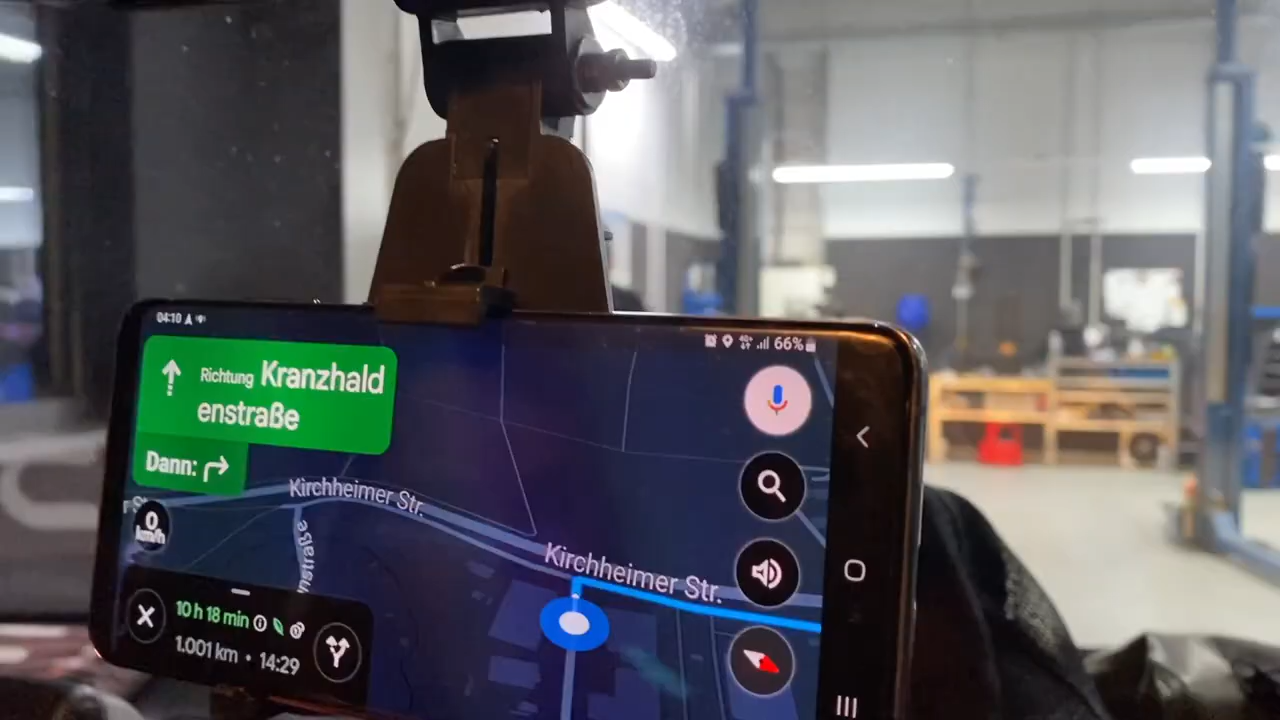 04:10
66%
Richtung Kranzhald
enstraße
Dann:
Kirchheimer Str.
nstraße
0
km/h
Kirchheimer Str.
10 h 18 min
1.001 km • 14:29